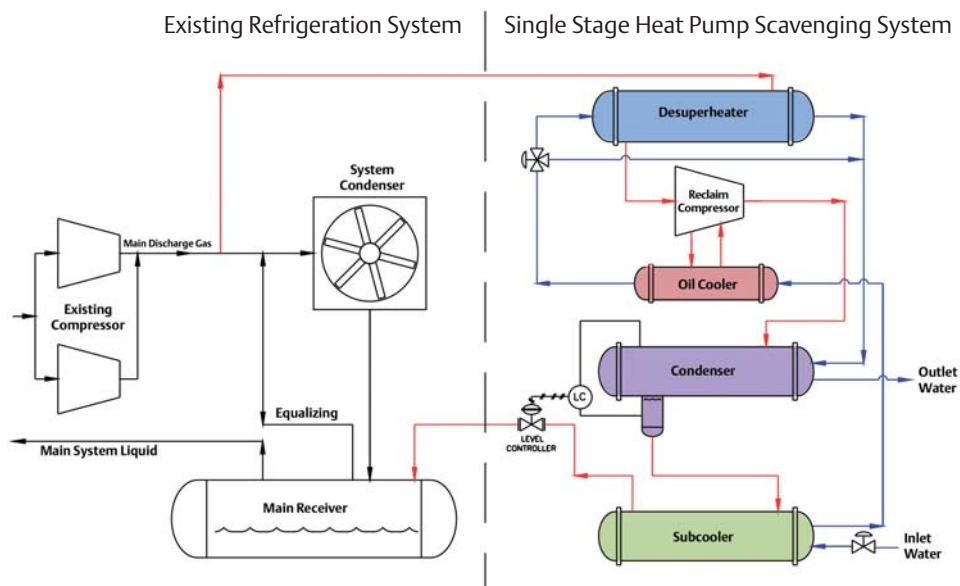 Existing Refrigeration System
Single Stage Heat Pump Scavenging System
Desuperheater
System
Condenser
Reclaim
Compressor
Main Discharge Gas
Existing
Compressor
Oil Cooler
Condenser
Outlet
Water
LC
Equalizing
LEVEL
CONTROLLER
Main System Liquid
Main Receiver
Subcooler
Inlet
Water